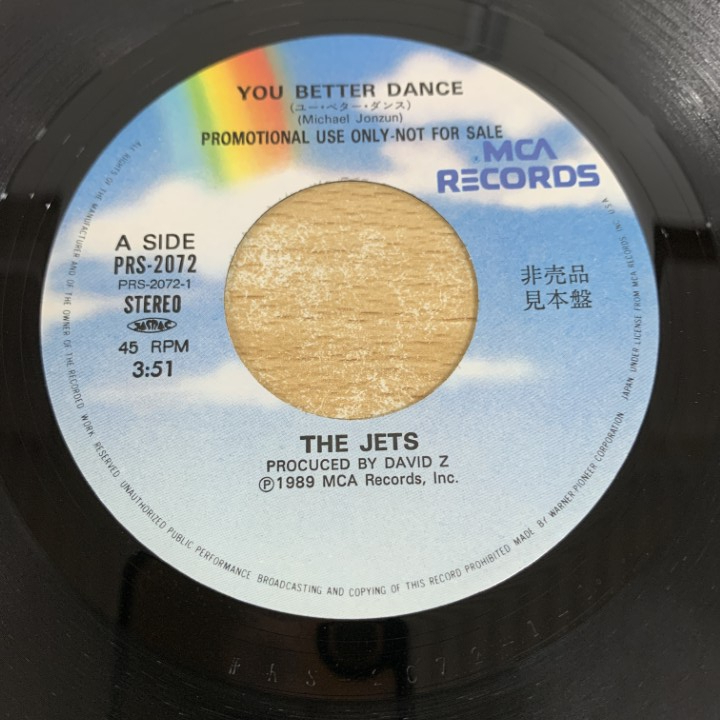 YOU BETTER DANCE
(ユー・ベター・ダンス)
(Michael Jonzun)
PROMOTIONAL USE ONLY-NOT FOR SALE
MCA
RECORDS
A SIDE
PRS-2072
PRS-2072-1
STEREO
JASRAC
45 RPM
3:51
非売品
見本盤
THE JETS
PROCUCED BY DAVID Z
Ⓟ1989 MCA Records, Inc.
ALL RIGHTS OF THE MANUFACTURER AND OF THE OWNER OF THE RECORDED WORK RESERVED UNAUTHORIZED PUBLIC PERFORMANCE BROADCASTING AND COPYING OF THIS RECORD PROHIBITED MADE BY WARNER-PIONEER CORPORATION JAPAN UNDER LICENSE FROM MCA RECORDS INC., USA